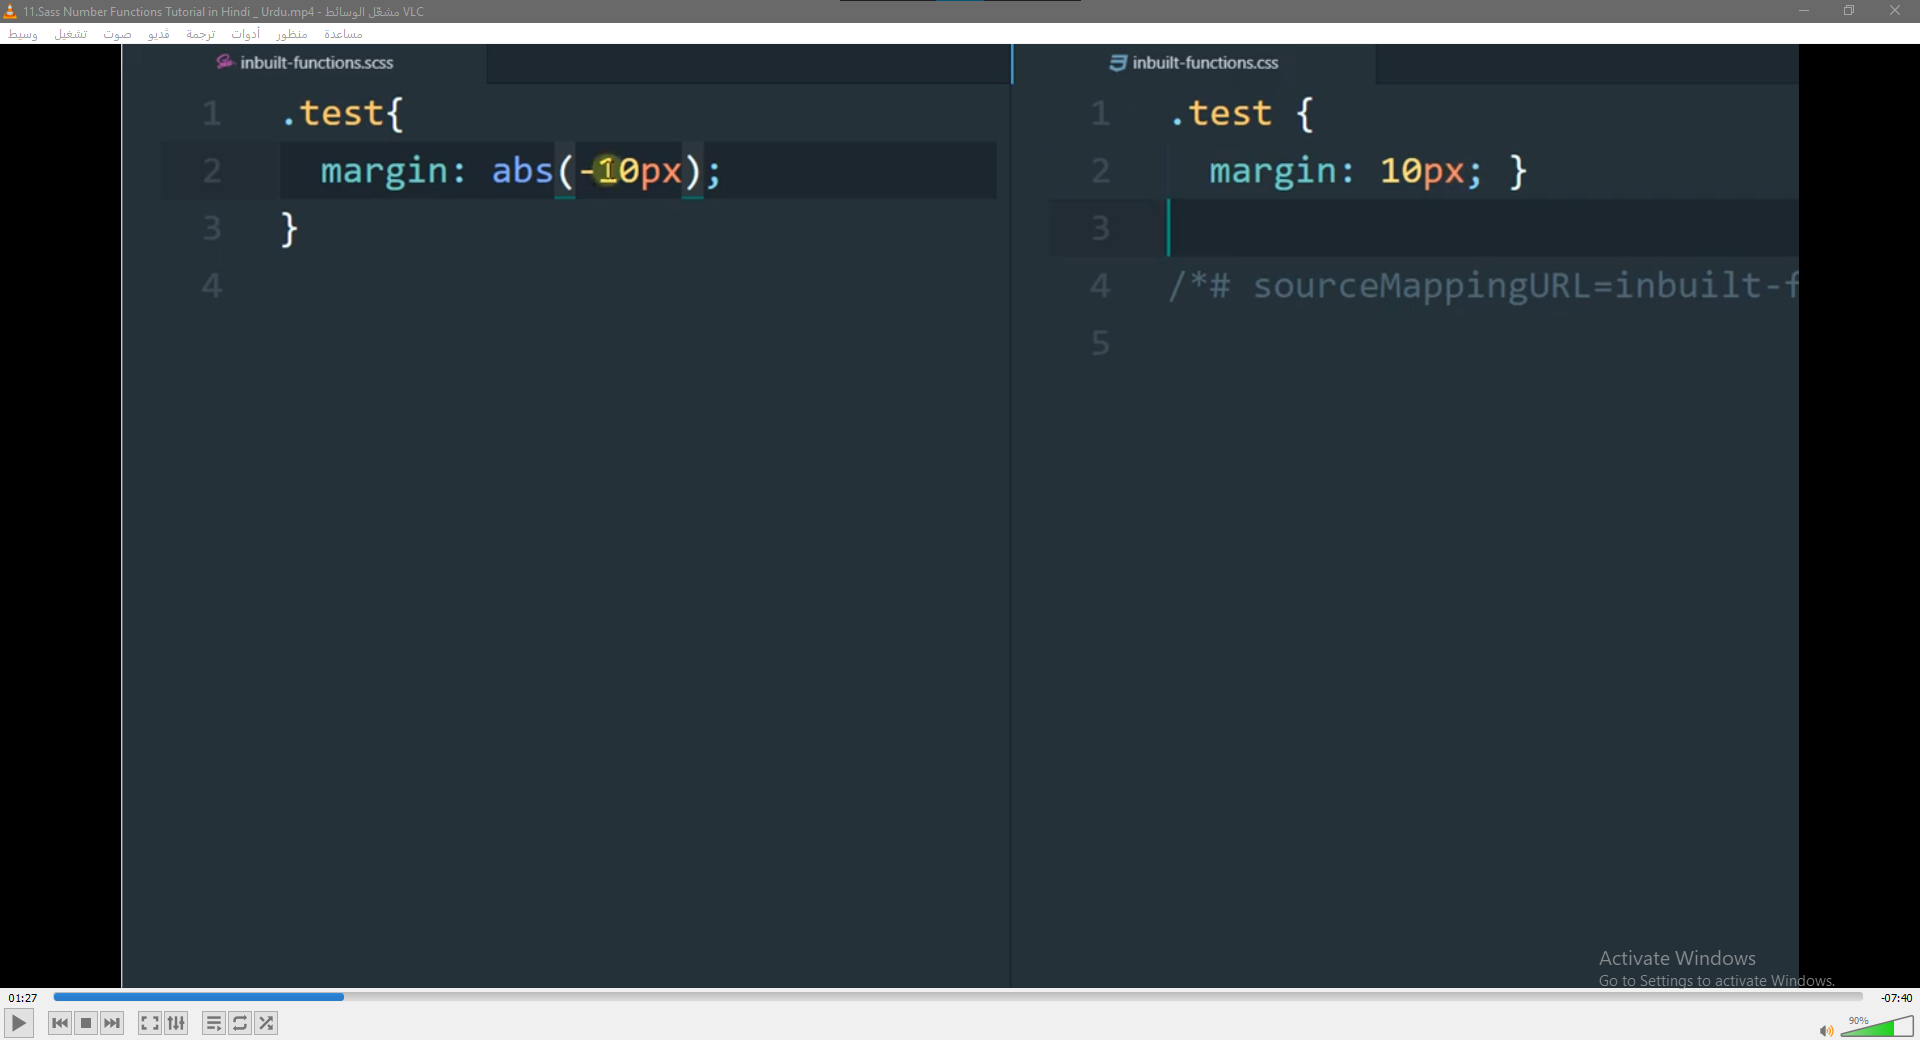 11.Sass Number Functions Tutorial in Hindi _ Urdu.mp4 - مشغّل الوسائط VLC
وسيط تشغيل صوت ڤديو ترجمة أدوات منظور مساعدة
inbuilt-functions.scss
1 .test{
2 margin: abs(-10px);
3 }
4
inbuilt-functions.css
1 .test {
2 margin: 10px; }
3
4 /*# sourceMappingURL=inbuilt-f
5
Activate Windows
Go to Settings to activate Windows.
01:27
-07:40
90%